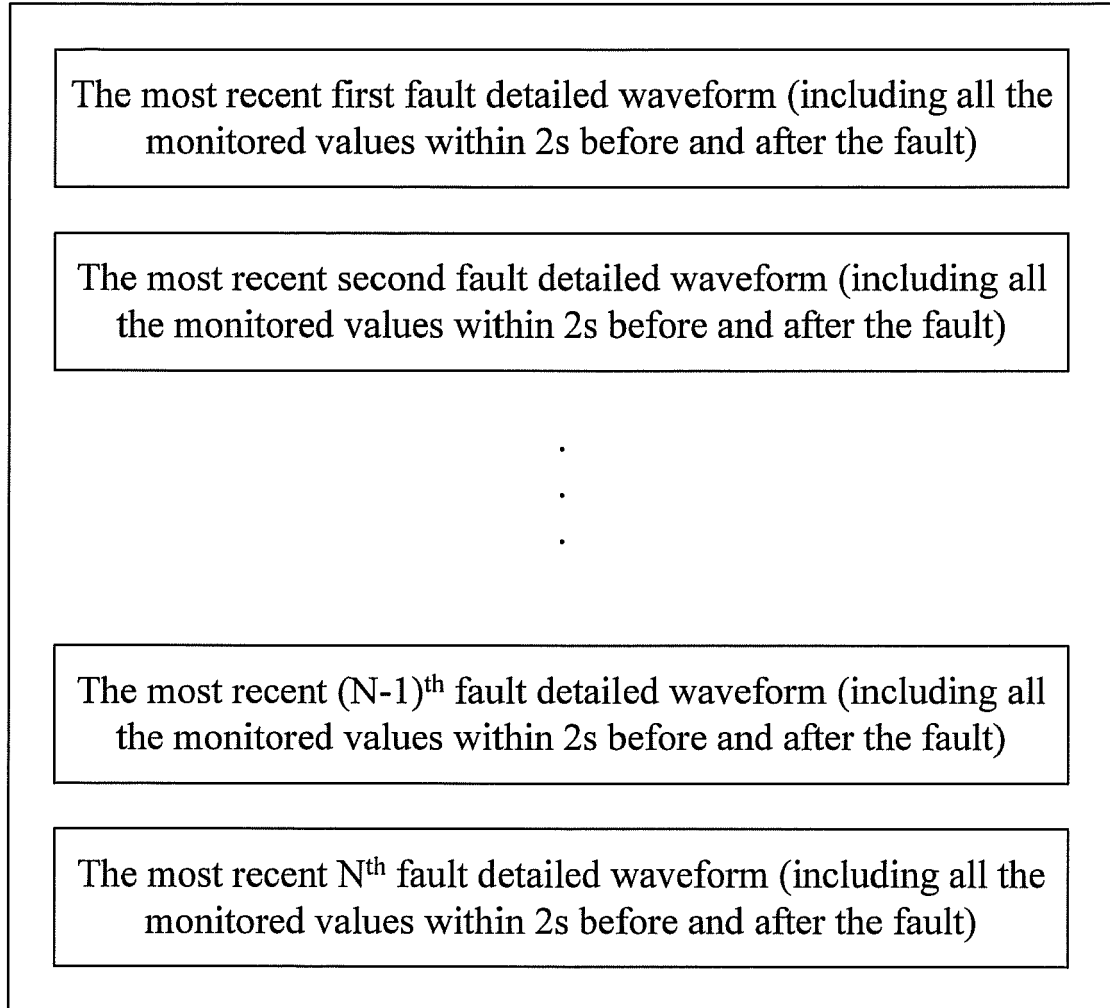 The most recent first fault detailed waveform (including all the
monitored values within 2s before and after the fault)
The most recent second fault detailed waveform (including all
the monitored values within 2s before and after the fault)
.
.
.
The most recent (N-1)th fault detailed waveform (including all
the monitored values within 2s before and after the fault)
The most recent Nth fault detailed waveform (including all the
monitored values within 2s before and after the fault)